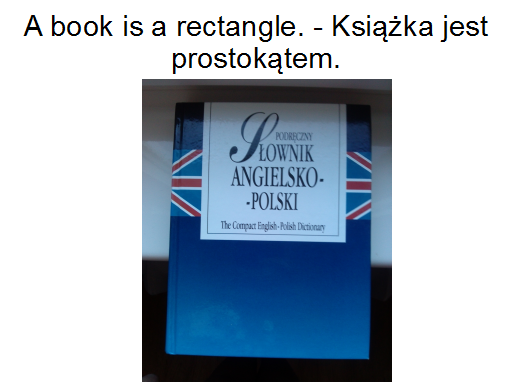 A book is a rectangle. - Książka jest
prostokątem.
PODRĘCZNY
SŁOWNIK
ANGIELSKO-
-POLSKI
The Compact English-Polish Dictionary